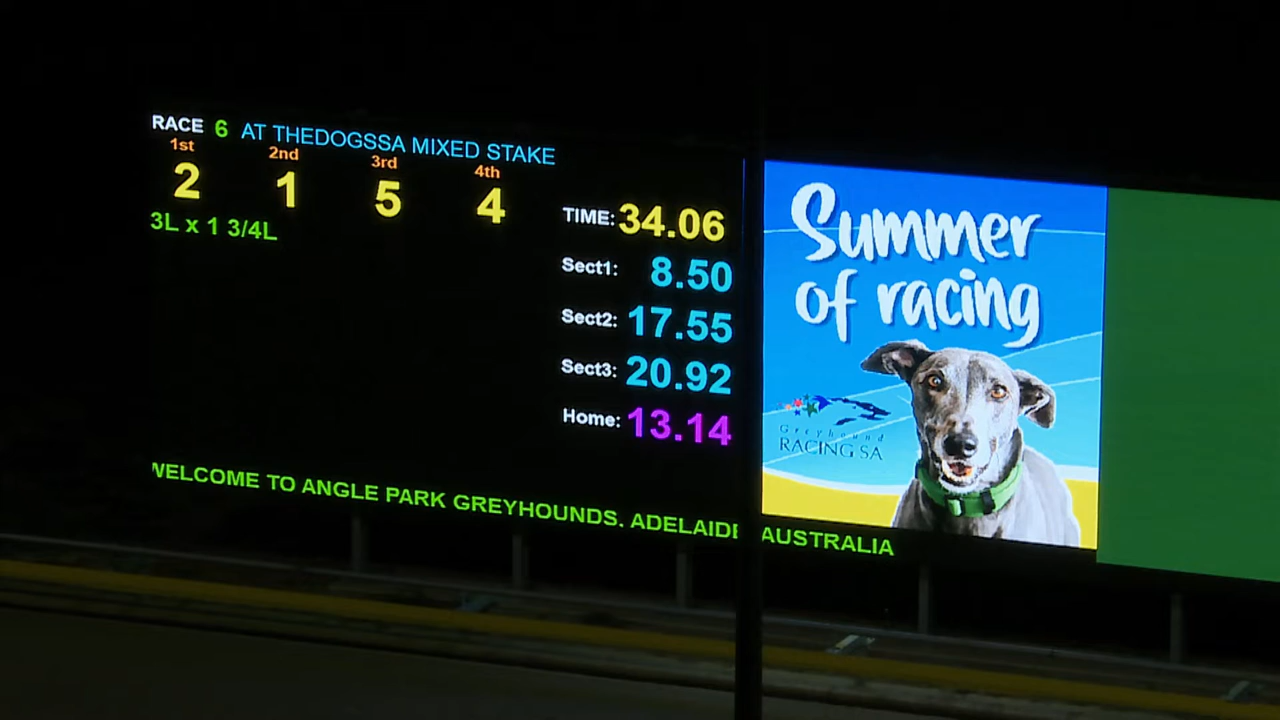 RACE 6 AT THEDOGSSA MIXED STAKE
1st 2nd 3rd 4th
2 1 5 4
3L x 1 3/4L
TIME: 34.06
Sect1: 8.50
Sect2: 17.55
Sect3: 20.92
Home: 13.14
Summer
of racing
Greyhound
RACING SA
WELCOME TO ANGLE PARK GREYHOUNDS. ADELAIDE AUSTRALIA